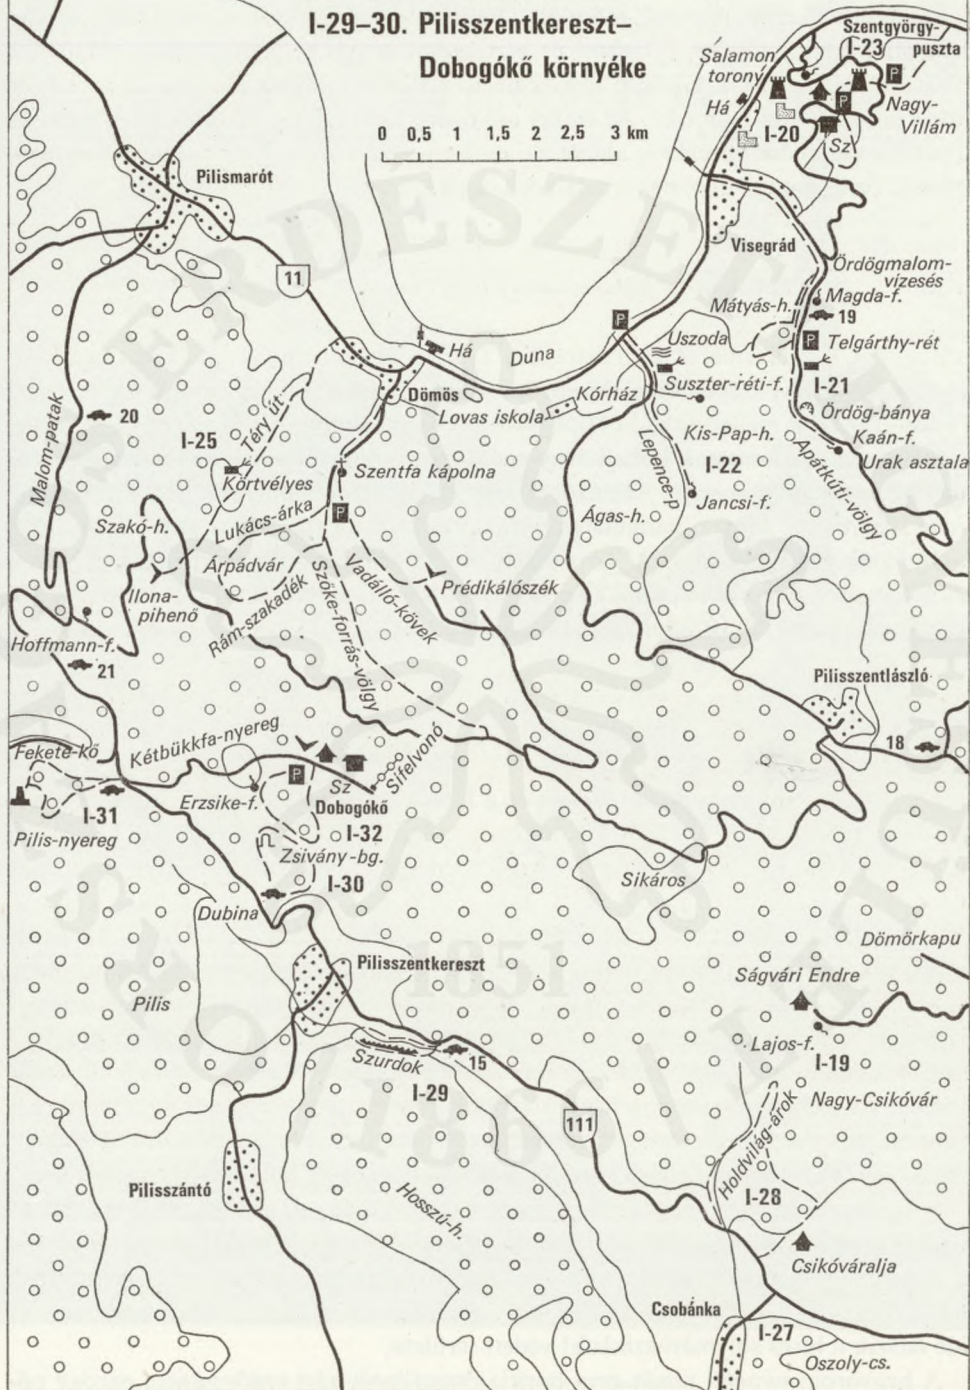 I-29–30. Pilisszentkereszt–
Dobogókő környéke
0 0,5 1 1,5 2 2,5 3 km
Szentgyörgy-
puszta
I-23
Salamon
torony
P
Há
I-20
P
Nagy-
Villám
Sz
Pilismarót
Visegrád
11
Ördögmalom-
vizesés
Magda-f.
Mátyás-h.
19
P
Uszoda
P
Telgárthy-rét
Há
Duna
I-21
Suszter-réti-f.
Kórház
Dömös
Lovas iskola
Ördög-bánya
Malom-patak
20
I-25
Téry út
Kis-Pap-h.
Kaán-f.
Urak asztala
I-22
Lepence-p
Apátkúti-völgy
Szentfa kápolna
Körtvélyes
Jancsi-f.
Szakó-h.
Lukács-árka
P
Ágas-h.
Árpádvár
Vadálló-kövek
Prédikálószék
Ilona-
pihenő
Rám-szakadék
Szőke-forrás-völgy
Hoffmann-f.
21
Pilisszentlászló
18
Fekete-kő
Kétbükkfa-nyereg
Sífelvonó
P
Sz
Erzsike-f.
Dobogókő
I-31
I-32
Pilis-nyereg
Zsivány-bg.
I-30
Sikáros
Dubina
Dömörkapu
Pilisszentkereszt
Ságvári Endre
Pilis
1851
Lajos-f.
Szurdok
15
I-19
I-29
Nagy-Csikóvár
111
1866
Holdvilág-árok
Pilisszántó
I-28
Hosszú-h.
Csikóváralja
Csobánka
I-27
Oszoly-cs.